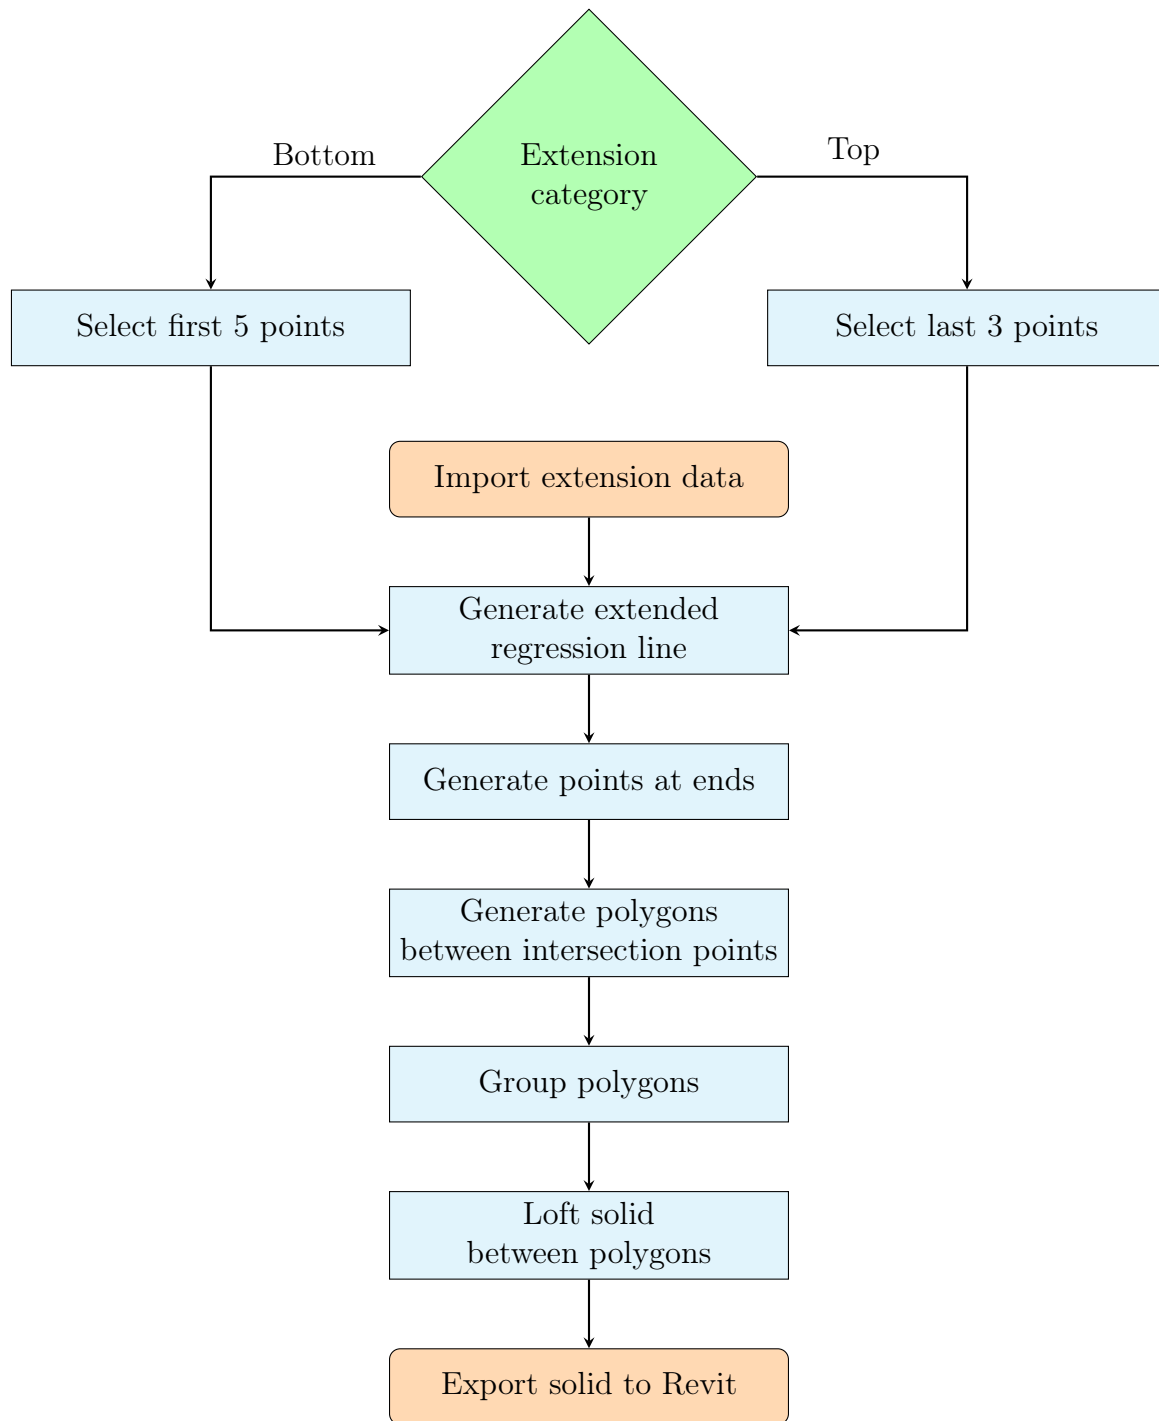 Extension
category
Bottom
Top
Select first 5 points
Select last 3 points
Import extension data
Generate extended
regression line
Generate points at ends
Generate polygons
between intersection points
Group polygons
Loft solid
between polygons
Export solid to Revit